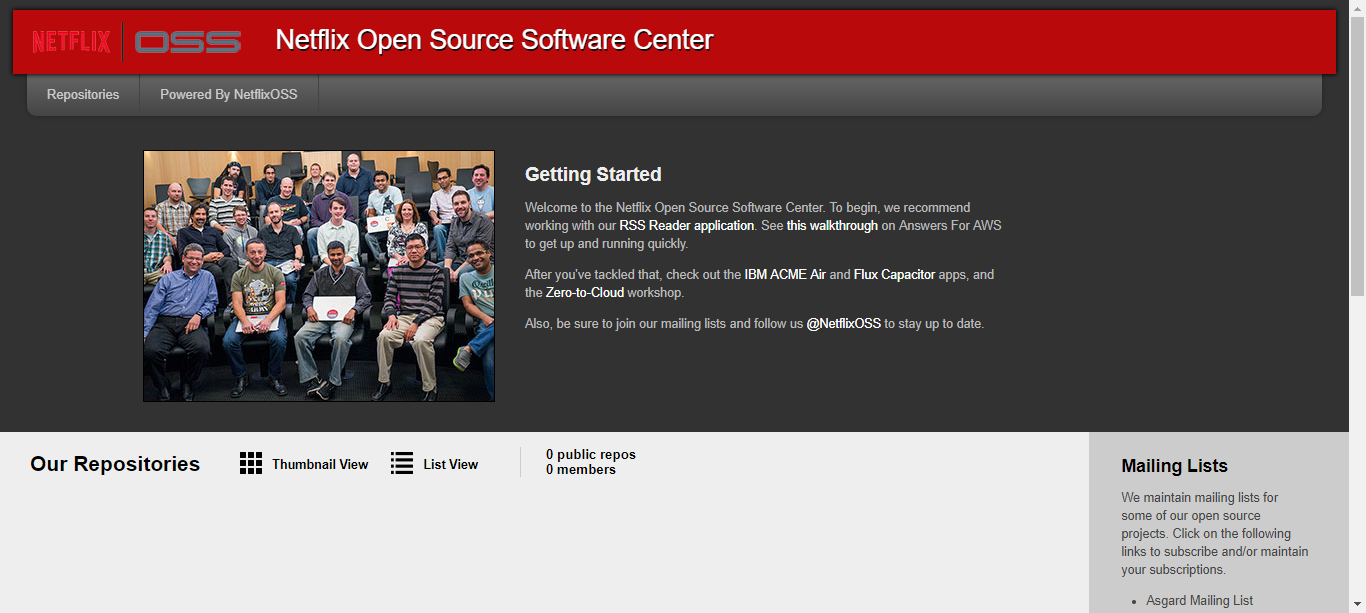 NETFLIX OSS Netflix Open Source Software Center
Repositories Powered By NetflixOSS
Getting Started
Welcome to the Netflix Open Source Software Center. To begin, we recommend
working with our RSS Reader application. See this walkthrough on Answers For AWS
to get up and running quickly.
After you've tackled that, check out the IBM ACME Air and Flux Capacitor apps, and
the Zero-to-Cloud workshop.
Also, be sure to join our mailing lists and follow us @NetflixOSS to stay up to date.
Our Repositories
Thumbnail View
List View
0 public repos
0 members
Mailing Lists
We maintain mailing lists for
some of our open source
projects. Click on the following
links to subscribe and/or maintain
your subscriptions.
• Asgard Mailing List